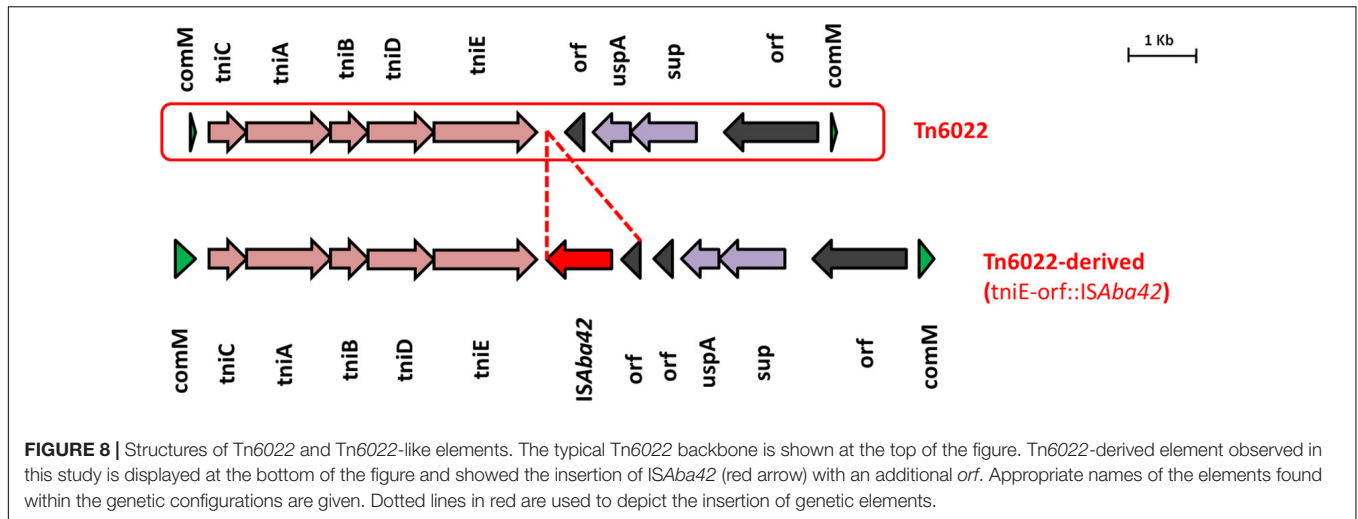 comM tniC tniA tniB tniD tniE orf uspA sup orf comM
1 Kb
Tn6022
Tn6022-derived
(tniE-orf::ISAba42)
comM tniC tniA tniB tniD tniE ISAba42 orf orf uspA sup orf comM
FIGURE 8 | Structures of Tn6022 and Tn6022-like elements. The typical Tn6022 backbone is shown at the top of the figure. Tn6022-derived element observed in
this study is displayed at the bottom of the figure and showed the insertion of ISAba42 (red arrow) with an additional orf. Appropriate names of the elements found
within the genetic configurations are given. Dotted lines in red are used to depict the insertion of genetic elements.